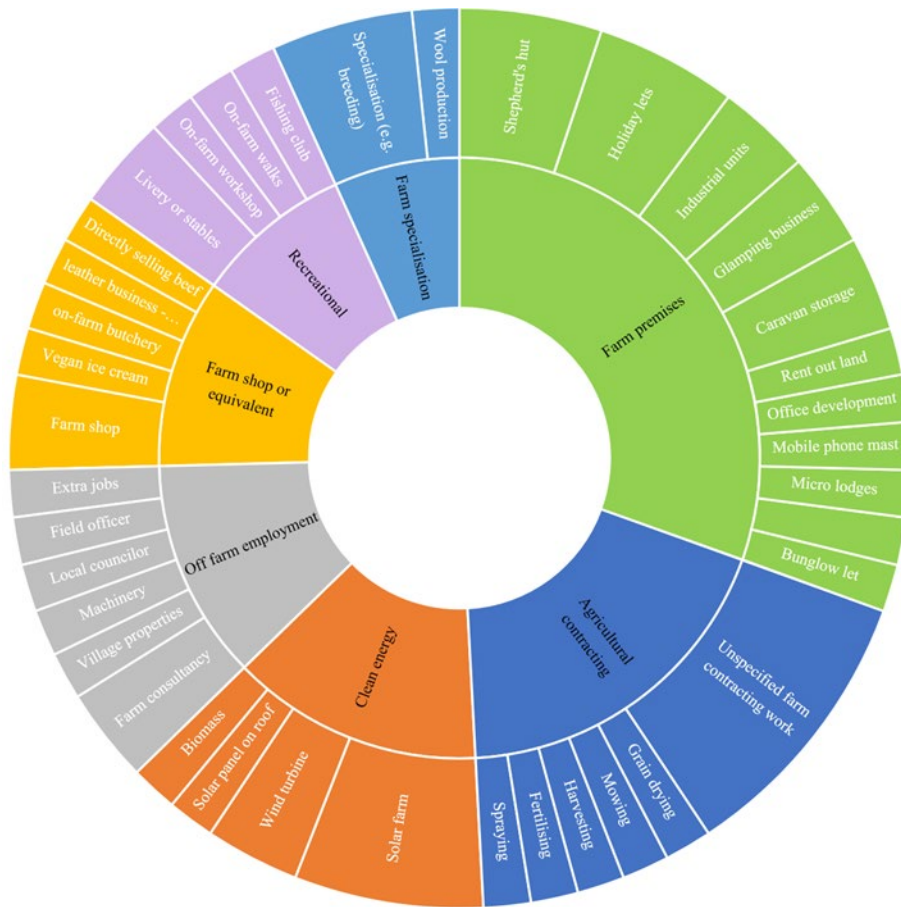 Shepherd's hut
Holiday lets
Industrial units
Glamping business
Caravan storage
Rent out land
Office development
Mobile phone mast
Micro lodges
Bunglow let
Farm premises
Unspecified farm
contracting work
Grain drying
Mowing
Harvesting
Fertilising
Spraying
Agricultural
contracting
Solar farm
Wind turbine
Solar panel on roof
Biomass
Clean energy
Farm consultancy
Village properties
Machinery
Local councilor
Field officer
Extra jobs
Off farm employment
Farm shop
Vegan ice cream
on-farm butchery
leather business -...
Directly selling beef
Farm shop or
equivalent
Livery or stables
On-farm workshop
On-farm walks
Fishing club
Recreational
Specialisation (e.g.
breeding)
Wool production
Farm specialisation